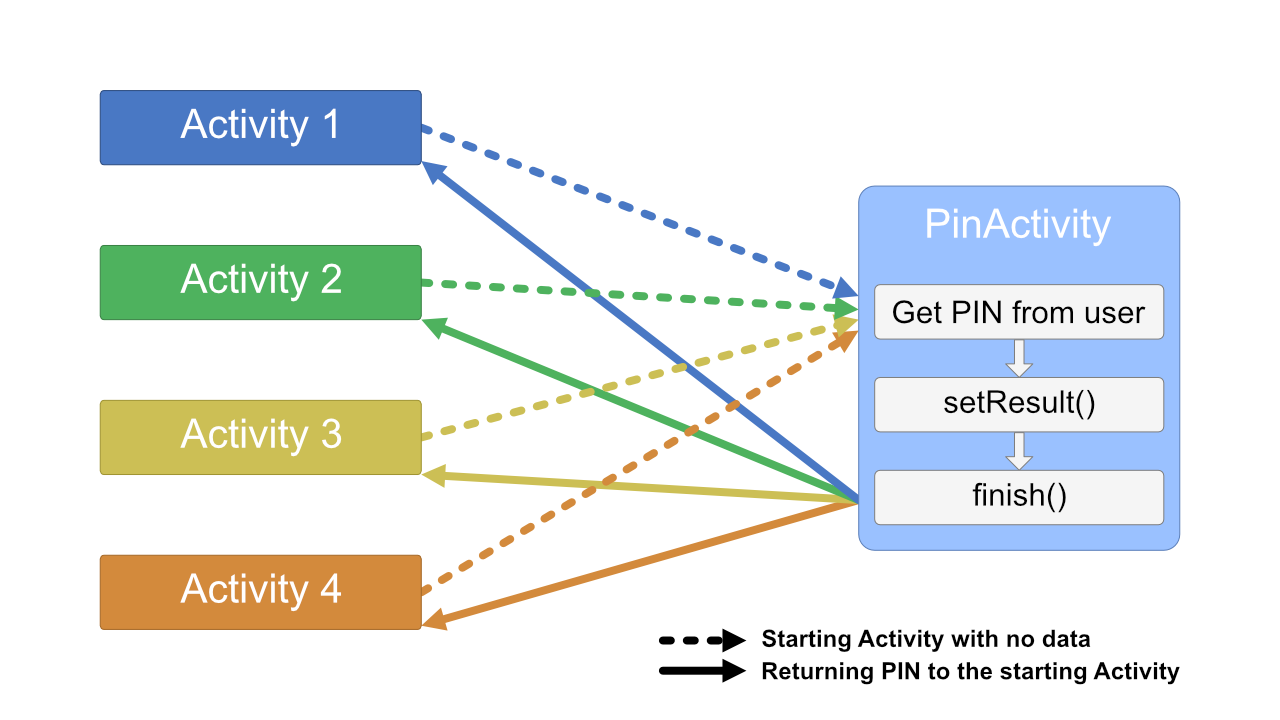 Activity 1
Activity 2
Activity 3
Activity 4
PinActivity
Get PIN from user
setResult()
finish()
Starting Activity with no data
Returning PIN to the starting Activity